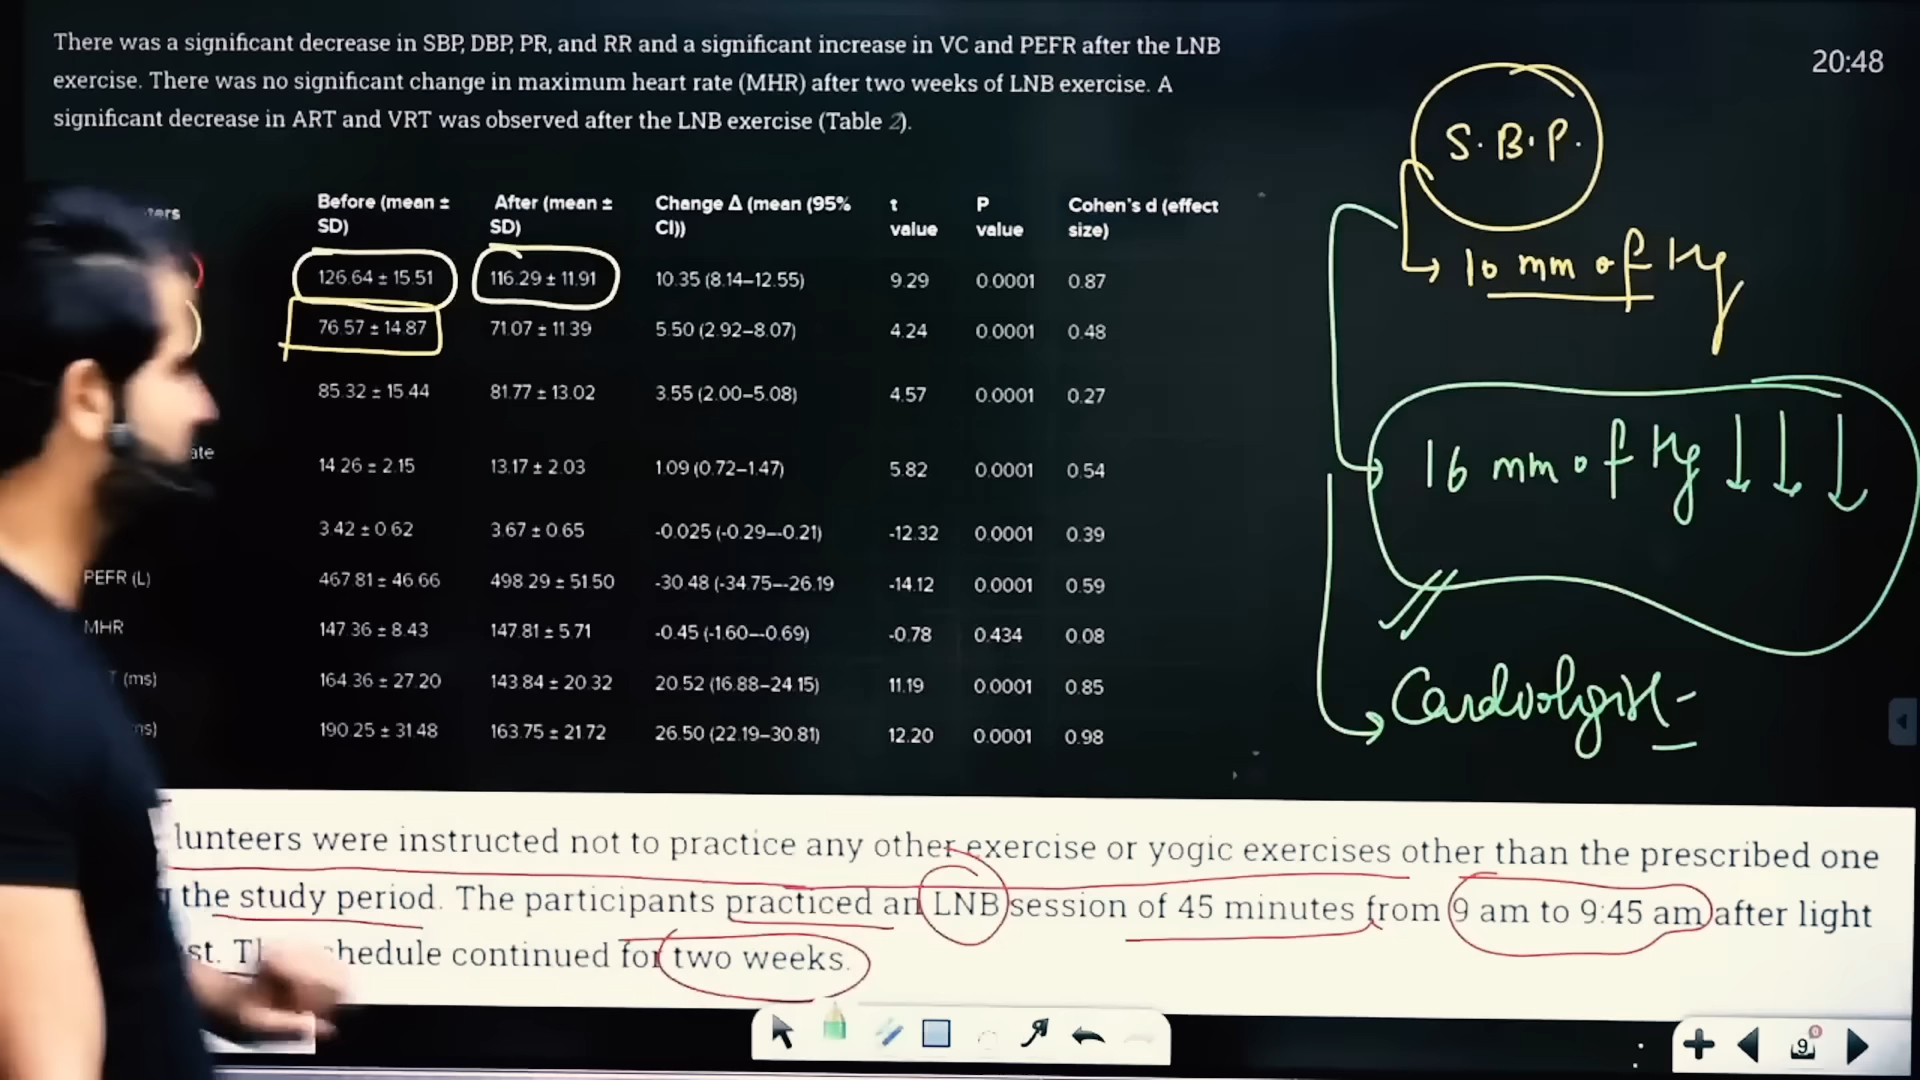 There was a significant decrease in SBP, DBP, PR, and RR and a significant increase in VC and PEFR after the LNB
exercise. There was no significant change in maximum heart rate (MHR) after two weeks of LNB exercise. A
significant decrease in ART and VRT was observed after the LNB exercise (Table 2).
20:48
ters Before (mean ± SD) After (mean ± SD) Change Δ (mean (95% CI)) t value P value Cohen's d (effect size)
126.64 ± 15.51 116.29 ± 11.91 10.35 (8.14–12.55) 9.29 0.0001 0.87
76.57 ± 14.87 71.07 ± 11.39 5.50 (2.92–8.07) 4.24 0.0001 0.48
85.32 ± 15.44 81.77 ± 13.02 3.55 (2.00–5.08) 4.57 0.0001 0.27
ate 14.26 ± 2.15 13.17 ± 2.03 1.09 (0.72–1.47) 5.82 0.0001 0.54
3.42 ± 0.62 3.67 ± 0.65 -0.025 (-0.29–-0.21) -12.32 0.0001 0.39
PEFR (L) 467.81 ± 46.66 498.29 ± 51.50 -30.48 (-34.75–-26.19 -14.12 0.0001 0.59
MHR 147.36 ± 8.43 147.81 ± 5.71 -0.45 (-1.60–-0.69) -0.78 0.434 0.08
T (ms) 164.36 ± 27.20 143.84 ± 20.32 20.52 (16.88–24.15) 11.19 0.0001 0.85
ms) 190.25 ± 31.48 163.75 ± 21.72 26.50 (22.19–30.81) 12.20 0.0001 0.98
S.B.P.
10 mm of Hg
16 mm of Hg ↓ ↓ ↓
Cardiologist -
lunteers were instructed not to practice any other exercise or yogic exercises other than the prescribed one
the study period. The participants practiced an LNB session of 45 minutes from 9 am to 9:45 am after light
st. Th hedule continued for two weeks.
9
0